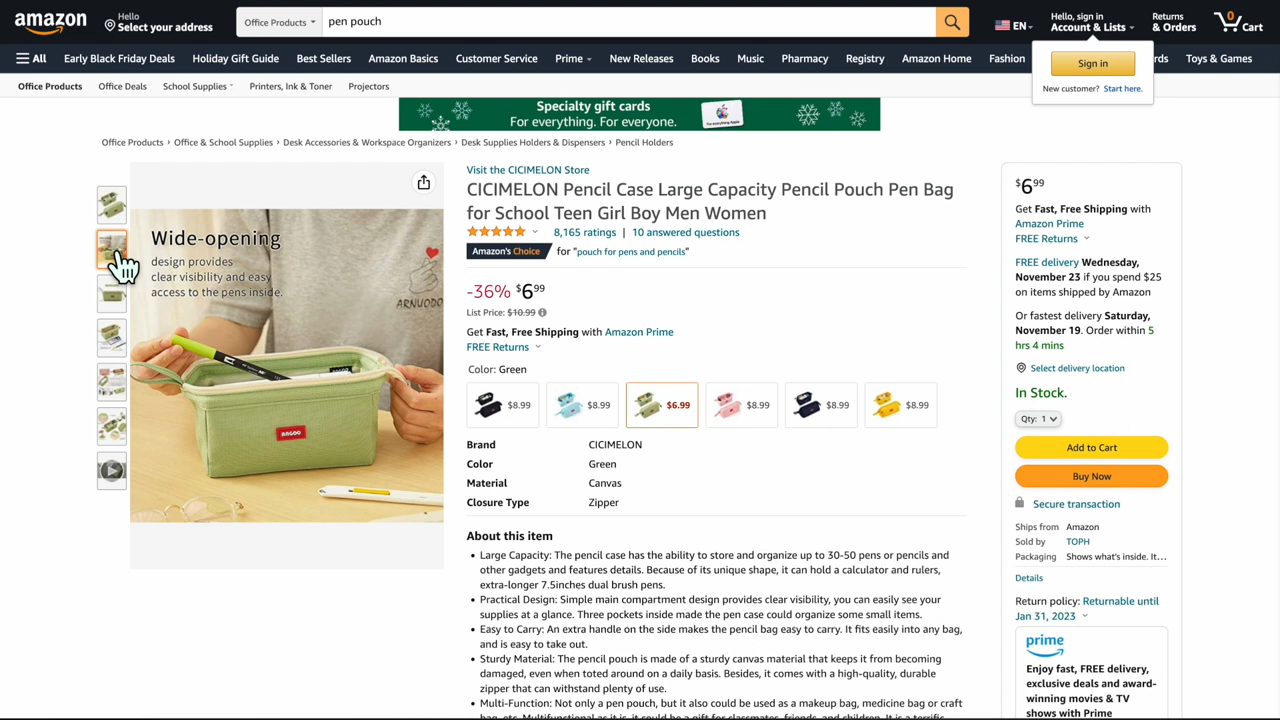 amazon
Hello
Select your address
Office Products
pen pouch
EN
Hello, sign in
Account & Lists
Returns
& Orders
0
Cart
All
Early Black Friday Deals
Holiday Gift Guide
Best Sellers
Amazon Basics
Customer Service
Prime
New Releases
Books
Music
Pharmacy
Registry
Amazon Home
Fashion
rds
Toys & Games
Sign in
New customer? Start here.
Office Products
Office Deals
School Supplies
Printers, Ink & Toner
Projectors
Specialty gift cards
For everything. For everyone.
Office Products › Office & School Supplies › Desk Accessories & Workspace Organizers › Desk Supplies Holders & Dispensers › Pencil Holders
Wide-opening
design provides
clear visibility and easy
access to the pens inside.
ARNUODO
ANGOO
Visit the CICIMELON Store
CICIMELON Pencil Case Large Capacity Pencil Pouch Pen Bag
for School Teen Girl Boy Men Women
8,165 ratings | 10 answered questions
Amazon's Choice for "pouch for pens and pencils"
-36% $6 99
List Price: $10.99
Get Fast, Free Shipping with Amazon Prime
FREE Returns
Color: Green
$8.99
$8.99
$6.99
$8.99
$8.99
$8.99
Brand CICIMELON
Color Green
Material Canvas
Closure Type Zipper
About this item
• Large Capacity: The pencil case has the ability to store and organize up to 30-50 pens or pencils and
other gadgets and features details. Because of its unique shape, it can hold a calculator and rulers,
extra-longer 7.5inches dual brush pens.
• Practical Design: Simple main compartment design provides clear visibility, you can easily see your
supplies at a glance. Three pockets inside made the pen case could organize some small items.
• Easy to Carry: An extra handle on the side makes the pencil bag easy to carry. It fits easily into any bag,
and is easy to take out.
• Sturdy Material: The pencil pouch is made of a sturdy canvas material that keeps it from becoming
damaged, even when toted around on a daily basis. Besides, it comes with a high-quality, durable
zipper that can withstand plenty of use.
• Multi-Function: Not only a pen pouch, but it also could be used as a makeup bag, medicine bag or craft
bag, etc. Multifunctional as it is, it could be a gift for classmates, friends, and children. It is a terrific
$6 99
Get Fast, Free Shipping with
Amazon Prime
FREE Returns
FREE delivery Wednesday,
November 23 if you spend $25
on items shipped by Amazon
Or fastest delivery Saturday,
November 19. Order within 5
hrs 4 mins
Select delivery location
In Stock.
Qty: 1
Add to Cart
Buy Now
Secure transaction
Ships from Amazon
Sold by TOPH
Packaging Shows what's inside. It…
Details
Return policy: Returnable until
Jan 31, 2023
prime
Enjoy fast, FREE delivery,
exclusive deals and award-
winning movies & TV
shows with Prime